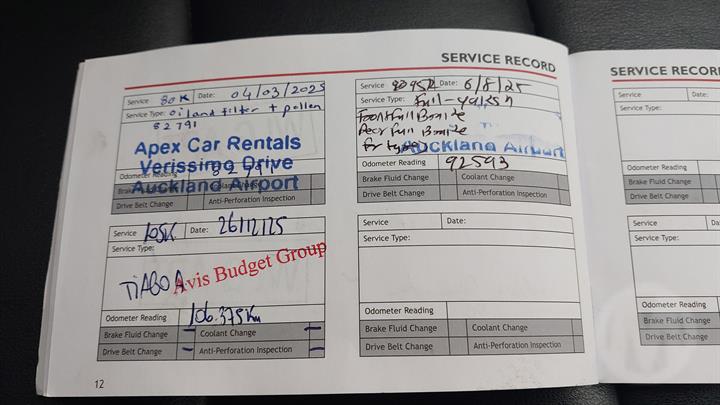 SERVICE RECORD
Service 80K Date: 04/03/2025
Service Type: oil and filter + pollen
82791
Apex Car Rentals
Verissimo Drive
Auckland Airport
Odometer Reading 82791
Brake Fluid Change Coolant Change
Drive Belt Change Anti-Perforation Inspection
Service Date: 6/8/25
Service Type: Full
Auckland Airport
Odometer Reading 92593
Brake Fluid Change Coolant Change
Drive Belt Change Anti-Perforation Inspection
Service 105K Date: 26/12/25
Service Type:
TiAGO A
Avis Budget Group
Odometer Reading 106.375 Km
Brake Fluid Change – Coolant Change –
Drive Belt Change – Anti-Perforation Inspection –
Service Date:
Service Type:
Odometer Reading
Brake Fluid Change Coolant Change
Drive Belt Change Anti-Perforation Inspection
12
SERVICE RECORD
Service
Service Type:
Odometer Reading
Brake Fluid Change
Drive Belt Change
Service
Service Type:
Odometer Reading
Brake Fluid Change
Drive Belt Change